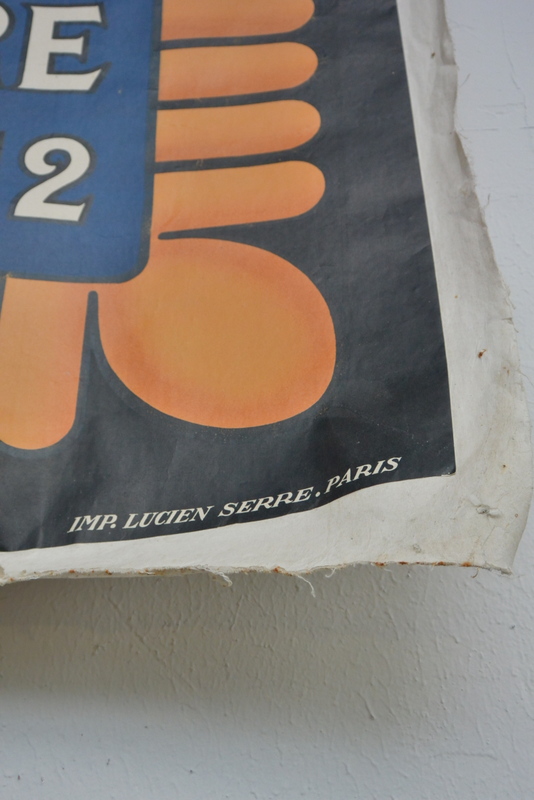 RE
2
IMP. LUCIEN SERRE. PARIS